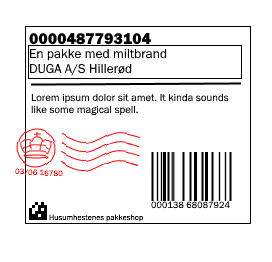 0000487793104
En pakke med miltbrand
DUGA A/S Hillerød
Lorem ipsum dolor sit amet. It kinda sounds
like some magical spell.
03/06 16780
000138 68087924
Husumhestenes pakkeshop